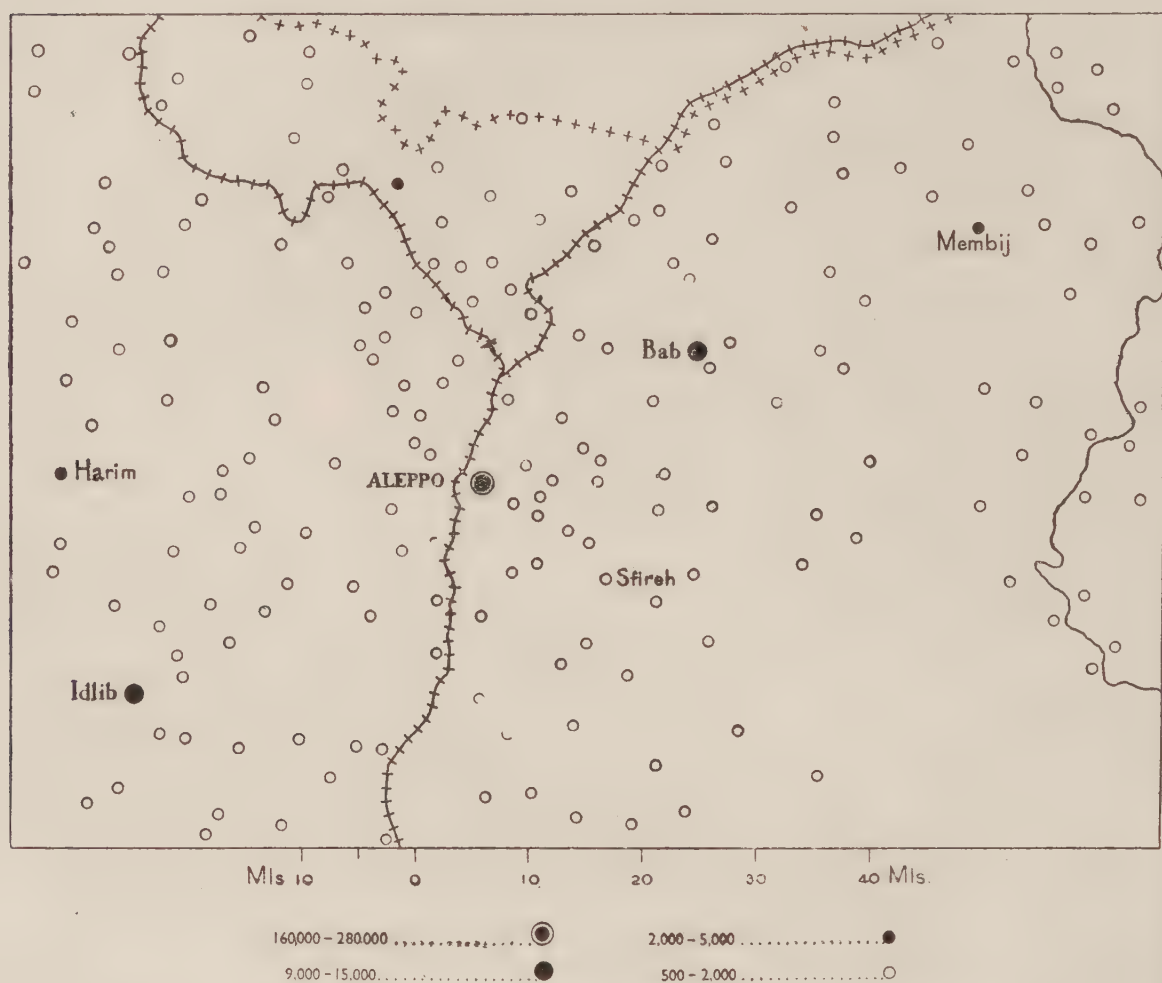 Membij
Bab
Harim
ALEPPO
Sfireh
Idlib
Mls 10 0 10 20 30 40 Mls.
160,000 – 280.000 2,000 – 5,000
9.000 – 15.000 500 – 2,000